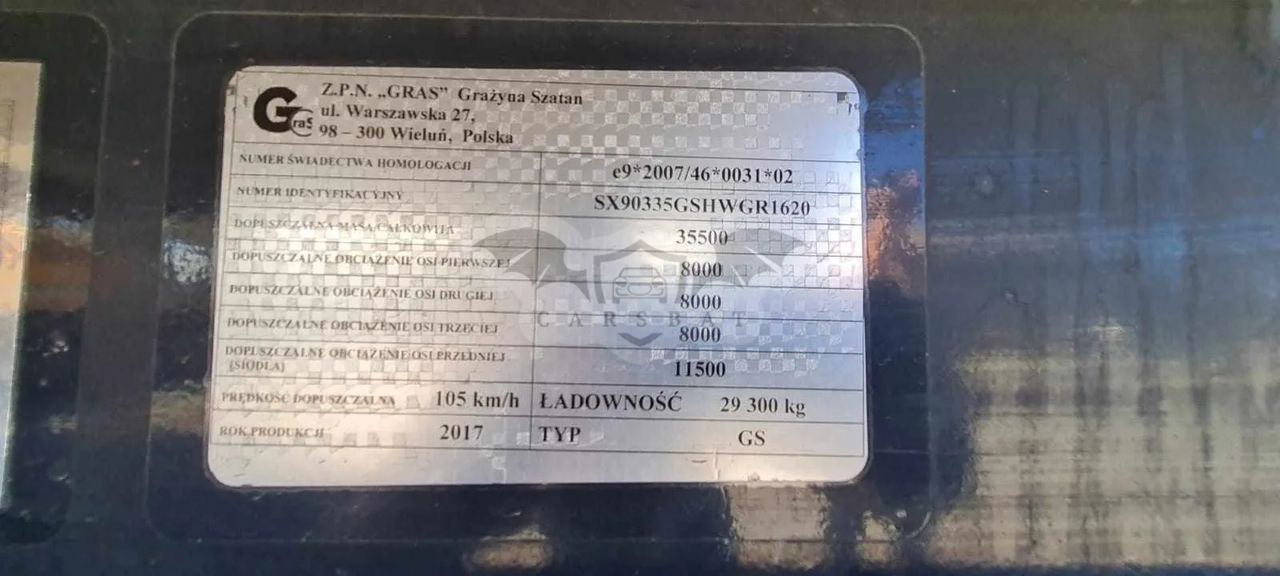 GraS
Z.P.N. „GRAS” Grażyna Szatan
ul. Warszawska 27,
98 – 300 Wieluń, Polska
NUMER ŚWIADECTWA HOMOLOGACJI e9*2007/46*0031*02
NUMER IDENTYFIKACYJNY SX90335GSHWGR1620
DOPUSZCZALNA MASA CAŁKOWITA 35500
DOPUSZCZALNE OBCIĄŻENIE OSI PIERWSZEJ 8000
DOPUSZCZALNE OBCIĄŻENIE OSI DRUGIEJ 8000
CARSBAT
DOPUSZCZALNE OBCIĄŻENIE OSI TRZECIEJ 8000
DOPUSZCZALNE OBCIĄŻENIE OSI PRZEDNIEJ
(SIODŁA) 11500
PRĘDKOŚĆ DOPUSZCZALNA 105 km/h ŁADOWNOŚĆ 29 300 kg
ROK PRODUKCJI 2017 TYP GS